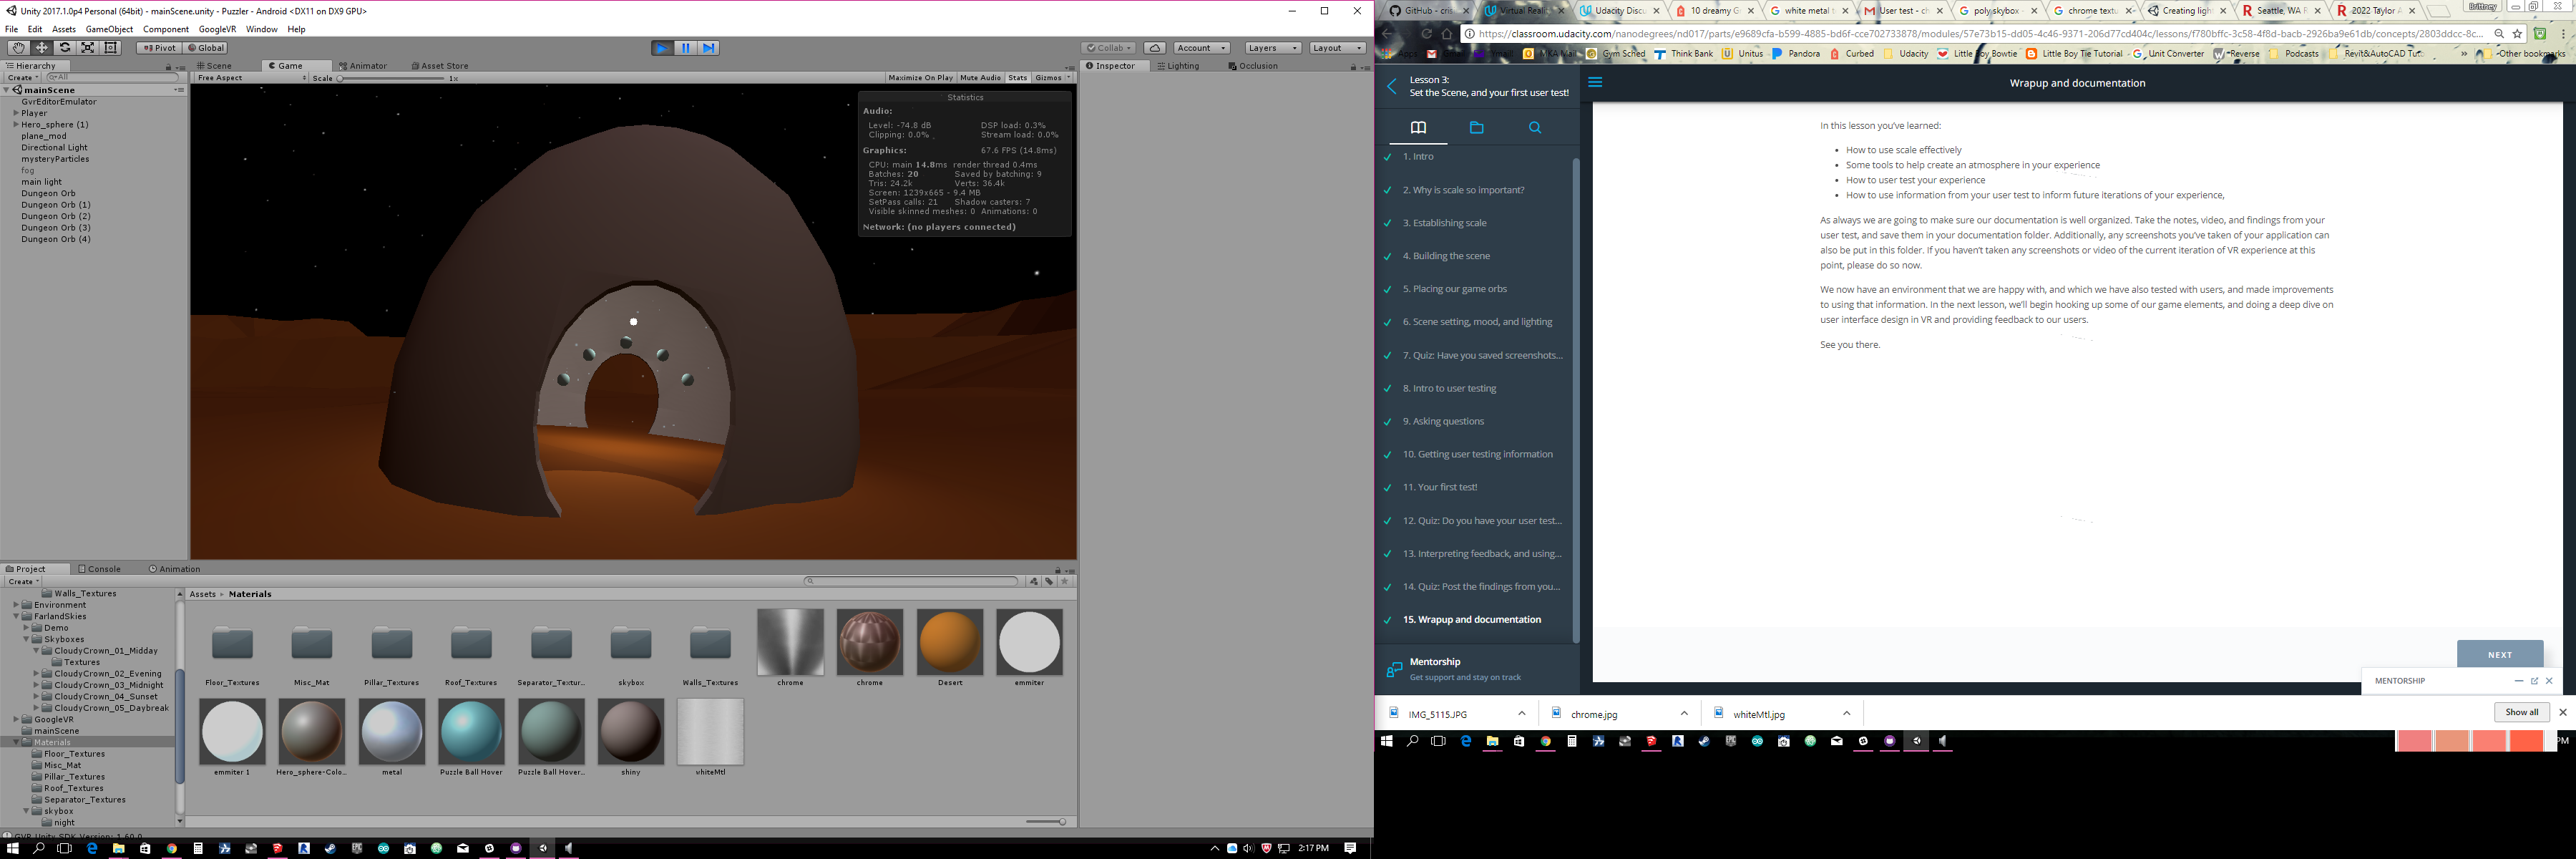 Unity 2017.1.0p4 Personal (64bit) - mainScene.unity - Puzzler - Android <DX11 on DX9 GPU>
File Edit Assets GameObject Component GoogleVR Window Help
Pivot Global Collab Account Layers Layout
Hierarchy
Create All
mainScene
GvrEditorEmulator
Player
Hero_sphere (1)
plane_mod
Directional Light
mysteryParticles
fog
main light
Dungeon Orb
Dungeon Orb (1)
Dungeon Orb (2)
Dungeon Orb (3)
Dungeon Orb (4)
Scene Game Animator Asset Store
Free Aspect Scale 1x Maximize On Play Mute Audio Stats Gizmos
Statistics
Audio:
Level: -74.8 dB DSP load: 0.3%
Clipping: 0.0% Stream load: 0.0%
Graphics: 67.6 FPS (14.8ms)
CPU: main 14.8ms render thread 0.4ms
Batches: 20 Saved by batching: 9
Tris: 24.2k Verts: 36.4k
Screen: 1239x665 - 9.4 MB
SetPass calls: 21 Shadow casters: 7
Visible skinned meshes: 0 Animations: 0
Network: (no players connected)
Inspector Lighting Occlusion
Project Console Animation
Create
Walls_Textures
Environment
FarlandSkies
Demo
Skyboxes
CloudyCrown_01_Midday
Textures
CloudyCrown_02_Evening
CloudyCrown_03_Midnight
CloudyCrown_04_Sunset
CloudyCrown_05_Daybreak
GoogleVR
mainScene
Materials
Floor_Textures
Misc_Mat
Pillar_Textures
Roof_Textures
Separator_Textures
skybox
night
Assets Materials
Floor_Textures Misc_Mat Pillar_Textures Roof_Textures Separator_Textur... skybox Walls_Textures chrome chrome Desert emmiter
emmiter 1 Hero_sphere-Colo... metal Puzzle Ball Hover Puzzle Ball Hover... shiny whiteMtl
GVR Unity SDK Version: 1.60.0
2:17 PM
GitHub - cris Virtual Reali Udacity Discu 10 dreamy G white metal t User test - ch poly skybox chrome textu Creating ligh Seattle, WA R 2022 Taylor A Brittney
https://classroom.udacity.com/nanodegrees/nd017/parts/e9689cfa-b599-4885-bd6f-cce702733878/modules/57e73b15-dd05-4c46-9371-206d77cd404c/lessons/f780bffc-3c58-4f8d-bacb-2926ba9e61db/concepts/2803ddcc-8c...
Apps Gym Sched Think Bank Unitus Pandora Curbed Udacity Little Boy Bowtie Little Boy Tie Tutorial Unit Converter Reverse Podcasts Revit&AutoCAD Tut Other bookmarks
Lesson 3:
Set the Scene, and your first user test!
1. Intro
2. Why is scale so important?
3. Establishing scale
4. Building the scene
5. Placing our game orbs
6. Scene setting, mood, and lighting
7. Quiz: Have you saved screenshots...
8. Intro to user testing
9. Asking questions
10. Getting user testing information
11. Your first test!
12. Quiz: Do you have your user test...
13. Interpreting feedback, and using...
14. Quiz: Post the findings from you...
15. Wrapup and documentation
Mentorship
Get support and stay on track
Wrapup and documentation
In this lesson you've learned:
• How to use scale effectively
• Some tools to help create an atmosphere in your experience
• How to user test your experience
• How to use information from your user test to inform future iterations of your experience,
As always we are going to make sure our documentation is well organized. Take the notes, video, and findings from your
user test, and save them in your documentation folder. Additionally, any screenshots you've taken of your application can
also be put in this folder. If you haven't taken any screenshots or video of the current iteration of VR experience at this
point, please do so now.
We now have an environment that we are happy with, and which we have also tested with users, and made improvements
to using that information. In the next lesson, we'll begin hooking up some of our game elements, and doing a deep dive on
user interface design in VR and providing feedback to our users.
See you there.
NEXT
MENTORSHIP
IMG_5115.JPG chrome.jpg whiteMtl.jpg Show all
PM